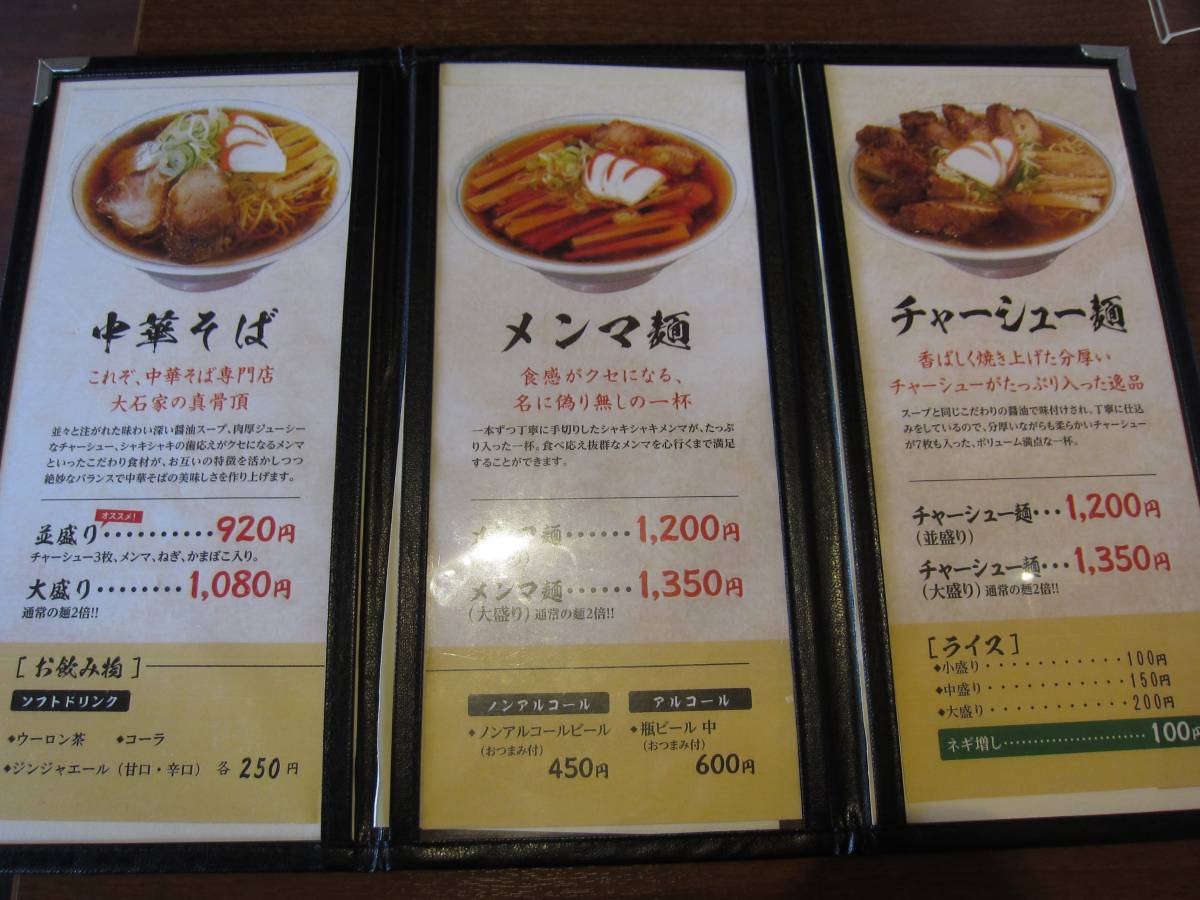 中華そば
これぞ、中華そば専門店
大石家の真骨頂
並々と注がれた味わい深い醤油スープ、肉厚ジューシー
なチャーシュー、シャキシャキの歯応えがクセになるメンマ
といったこだわり食材が、お互いの特徴を活かしつつ
絶妙なバランスで中華そばの美味しさを作り上げます。
オススメ!
並盛り・・・・・・・・・・920円
チャーシュー3枚、メンマ、ねぎ、かまぼこ入り。
大盛り・・・・・・・・1,080円
通常の麺2倍!!
[お飲み物]
ソフトドリンク
◆ウーロン茶 ◆コーラ
◆ジンジャエール（甘口・辛口） 各 250円
メンマ麺
食感がクセになる、
名に偽り無しの一杯
一本ずつ丁寧に手切りしたシャキシャキメンマが、たっぷ
り入った一杯。食べ応え抜群なメンマを心行くまで満足
することができます。
麺・・・・・・・1,200円
メンマ麺・・・・・・・1,350円
(大盛り) 通常の麺2倍!!
ノンアルコール
◆ノンアルコールビール
(おつまみ付)
450円
アルコール
◆瓶ビール 中
(おつまみ付)
600円
チャーシュー麺
香ばしく焼き上げた分厚い
チャーシューがたっぷり入った逸品
スープと同じこだわりの醤油で味付けされ、丁寧に仕込
みをしているので、分厚いながらも柔らかいチャーシュー
が7枚も入った、ボリューム満点な一杯。
チャーシュー麺・・・1,200円
(並盛り)
チャーシュー麺・・・1,350円
(大盛り) 通常の麺2倍!!
[ライス]
◆小盛り・・・・・・・・・・・・100円
◆中盛り・・・・・・・・・・・・150円
◆大盛り・・・・・・・・・・・・200円
ネギ増し・・・・・・・・・・・・・・・・・・・・100円